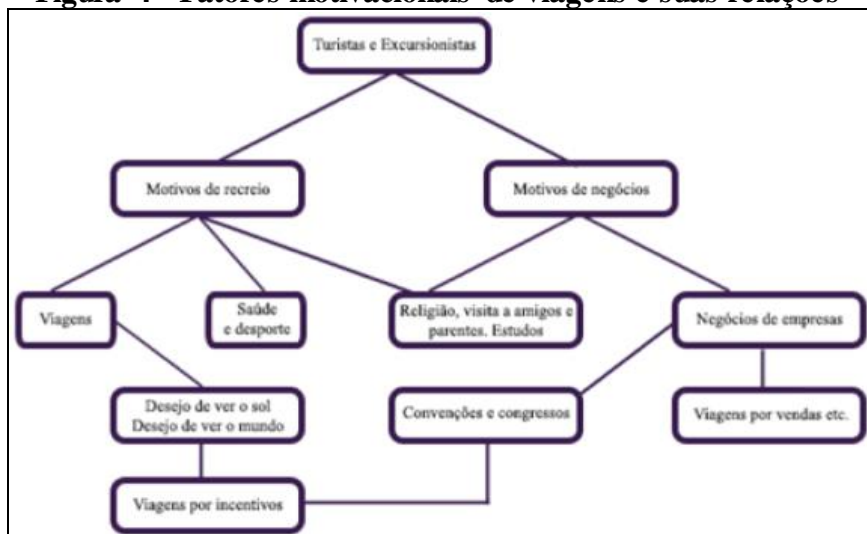 Figura 4 - Fatores motivacionais de viagens e suas relações
Turistas e Excursionistas
Motivos de recreio
Motivos de negócios
Viagens
Saúde
e desporte
Religião, visita a amigos e
parentes. Estudos
Negócios de empresas
Desejo de ver o sol
Desejo de ver o mundo
Convenções e congressos
Viagens por vendas etc.
Viagens por incentivos